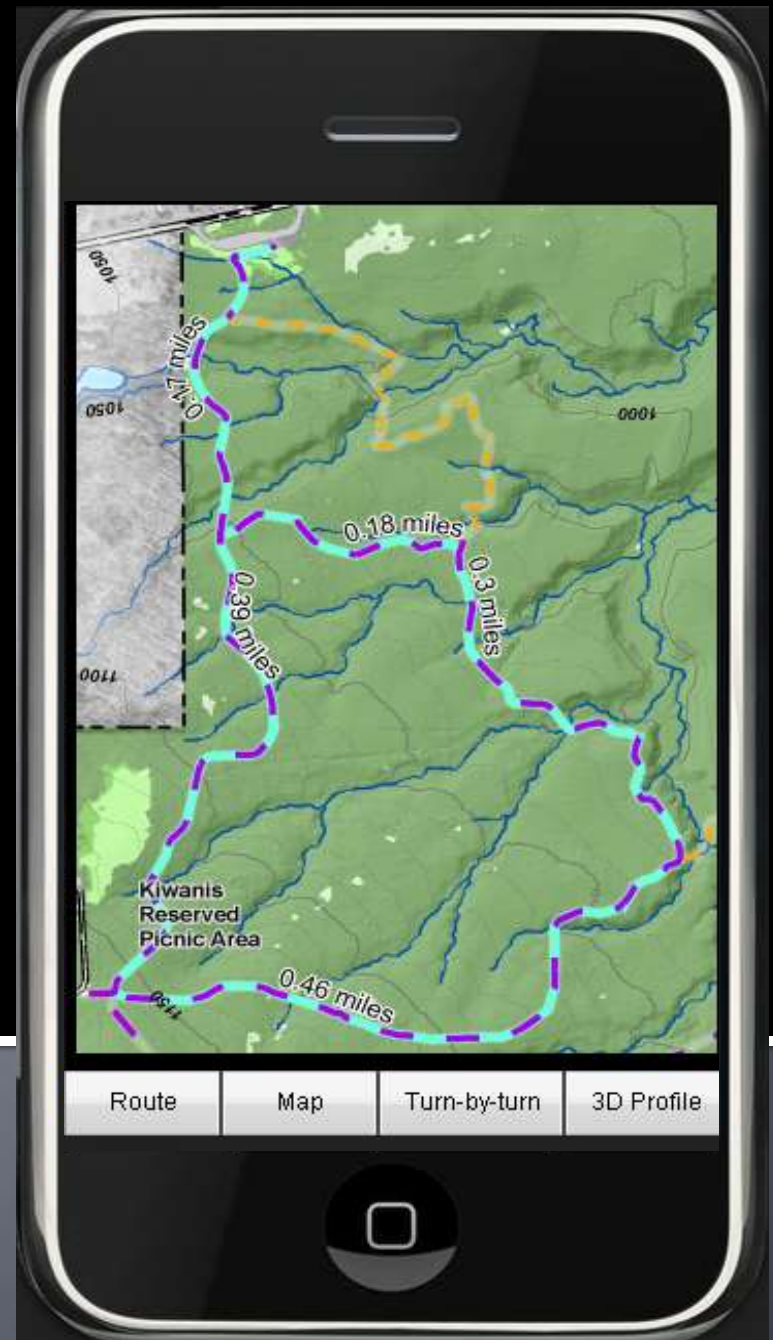 1050
0.17 miles
1050
1000
0.18 miles
0.3 miles
0.39 miles
1100
Kiwanis
Reserved
Picnic Area
0.46 miles
1150
Route
Map
Turn-by-turn
3D Profile